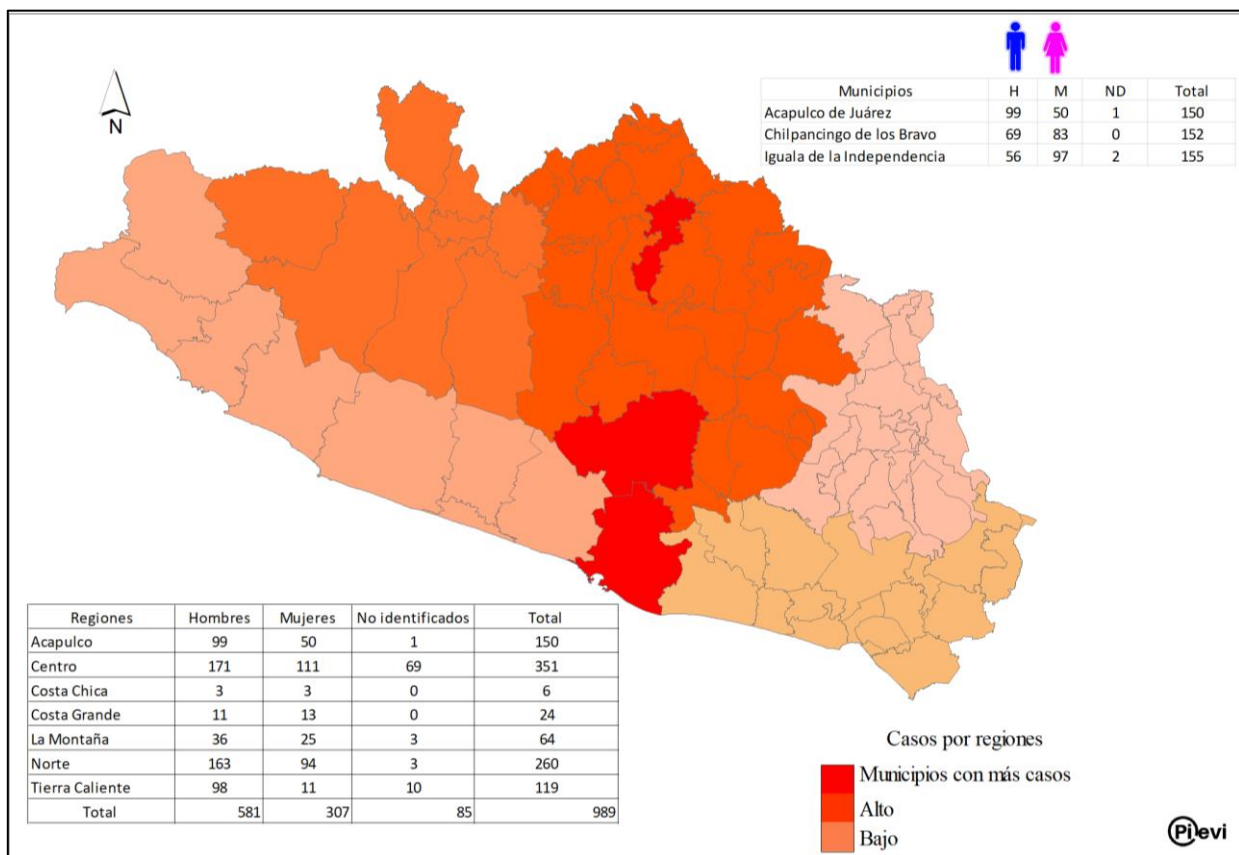 N
Municipios H M ND Total
Acapulco de Juárez 99 50 1 150
Chilpancingo de los Bravo 69 83 0 152
Iguala de la Independencia 56 97 2 155
Regiones Hombres Mujeres No identificados Total
Acapulco 99 50 1 150
Centro 171 111 69 351
Costa Chica 3 3 0 6
Costa Grande 11 13 0 24
La Montaña 36 25 3 64
Norte 163 94 3 260
Tierra Caliente 98 11 10 119
Total 581 307 85 989
Casos por regiones
Municipios con más casos
Alto
Bajo
Pilevi